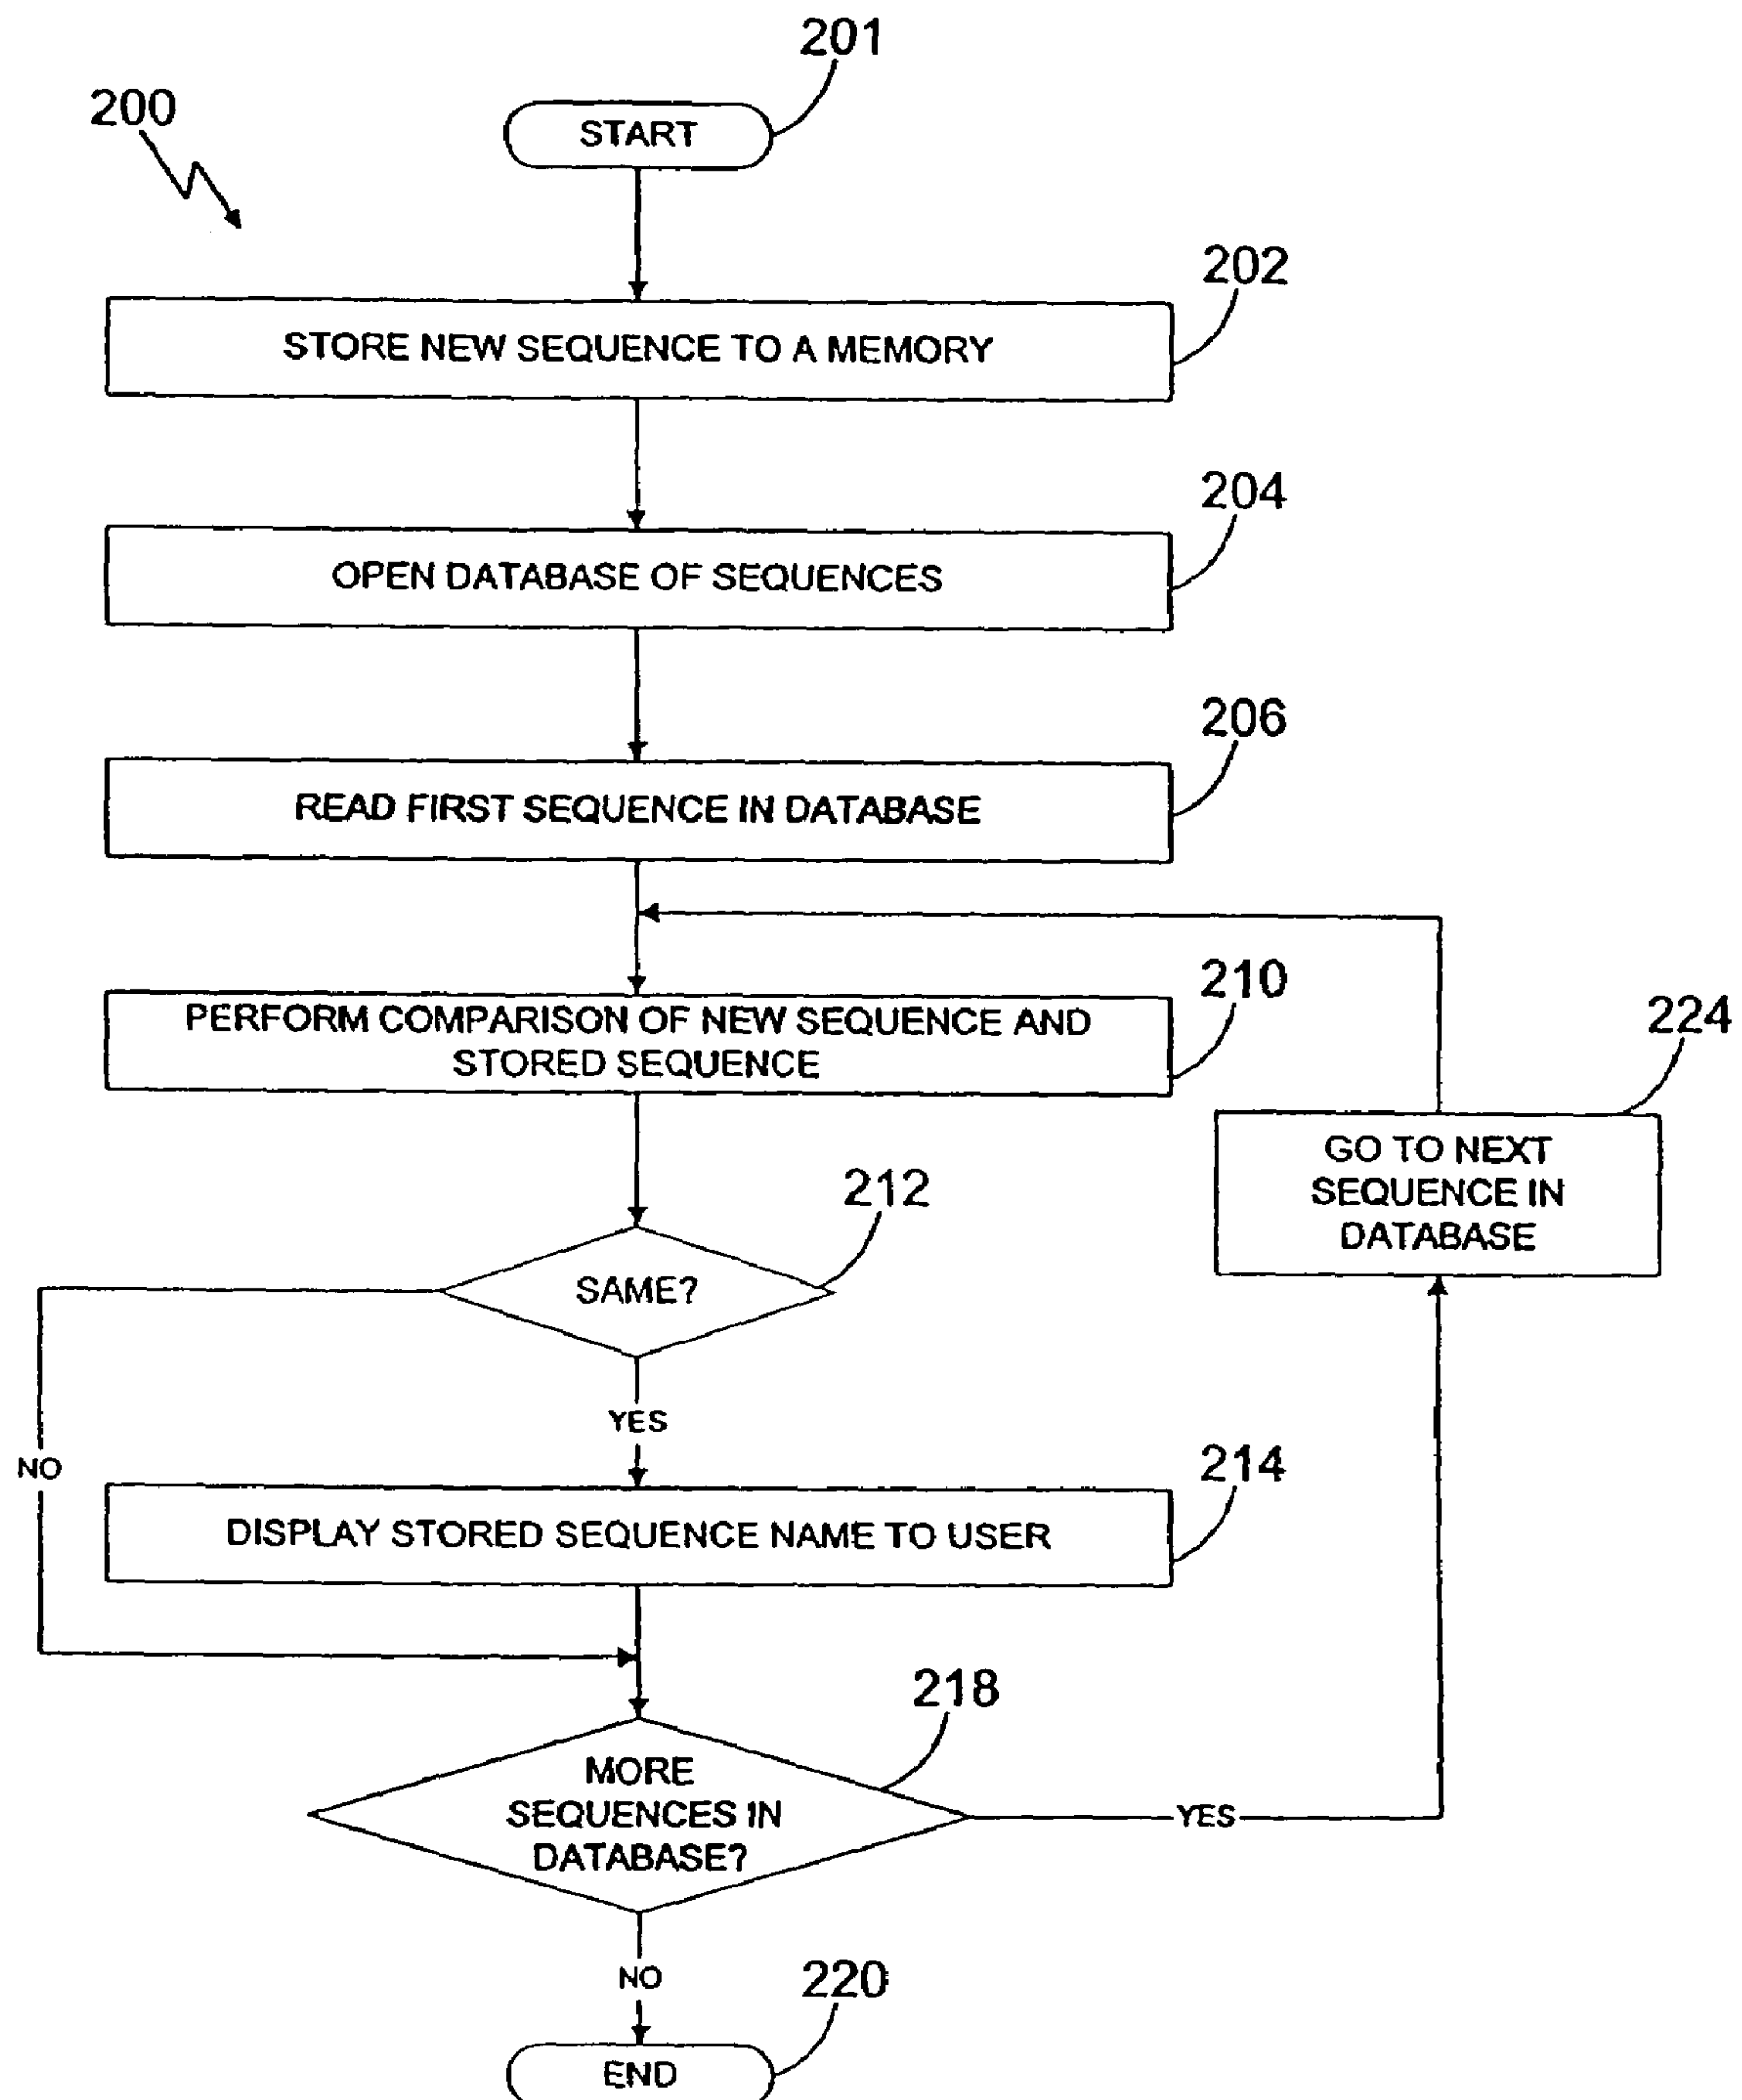 201
200
START
202
STORE NEW SEQUENCE TO A MEMORY
204
OPEN DATABASE OF SEQUENCES
206
READ FIRST SEQUENCE IN DATABASE
210
PERFORM COMPARISON OF NEW SEQUENCE AND
STORED SEQUENCE
224
GO TO NEXT
SEQUENCE IN
DATABASE
212
SAME?
YES
NO
214
DISPLAY STORED SEQUENCE NAME TO USER
218
MORE
SEQUENCES IN
DATABASE?
YES
NO
220
END